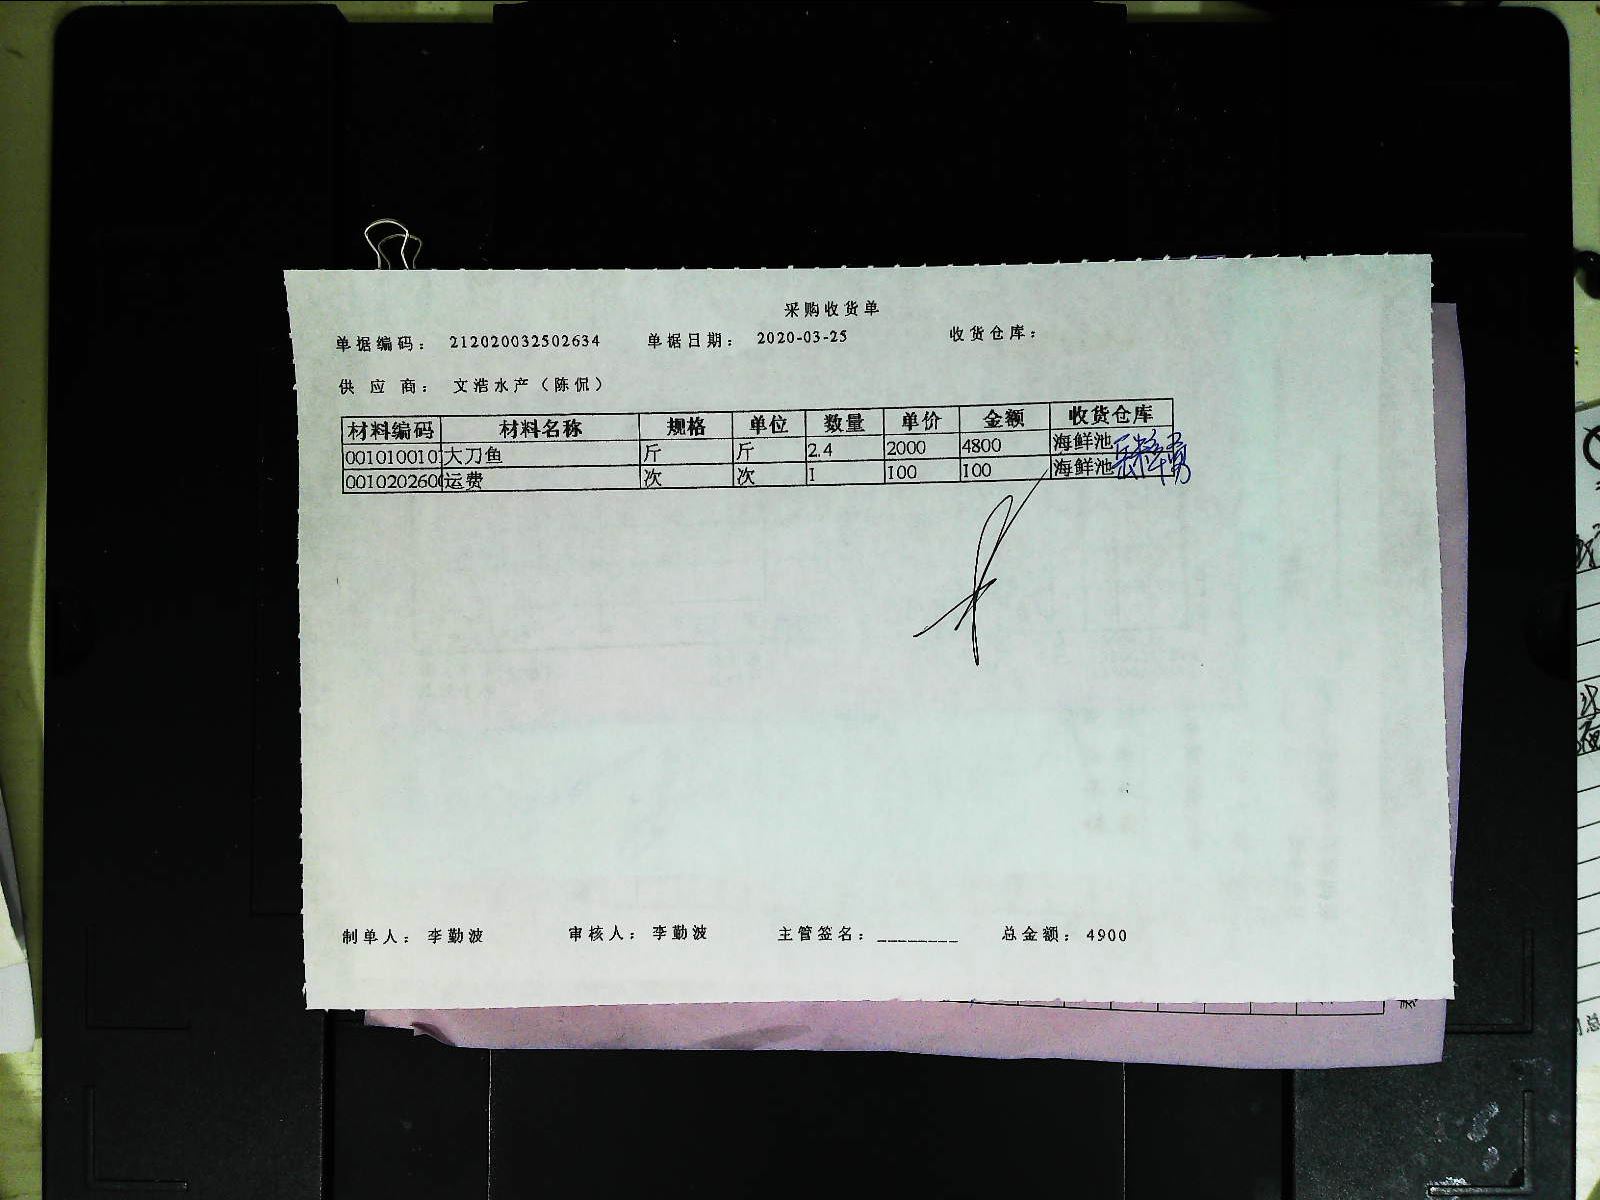 采购收货单
单据编码： 212020032502634 单据日期： 2020-03-25 收货仓库：
供 应 商： 文浩水产（陈侃）
材料编码 材料名称 规格 单位 数量 单价 金额 收货仓库
001010010 大刀鱼 斤 斤 2.4 2000 4800 海鲜池
0010202600 运费 次 次 1 100 100 海鲜池
制单人： 李勤波 审核人： 李勤波 主管签名：________ 总金额： 4900